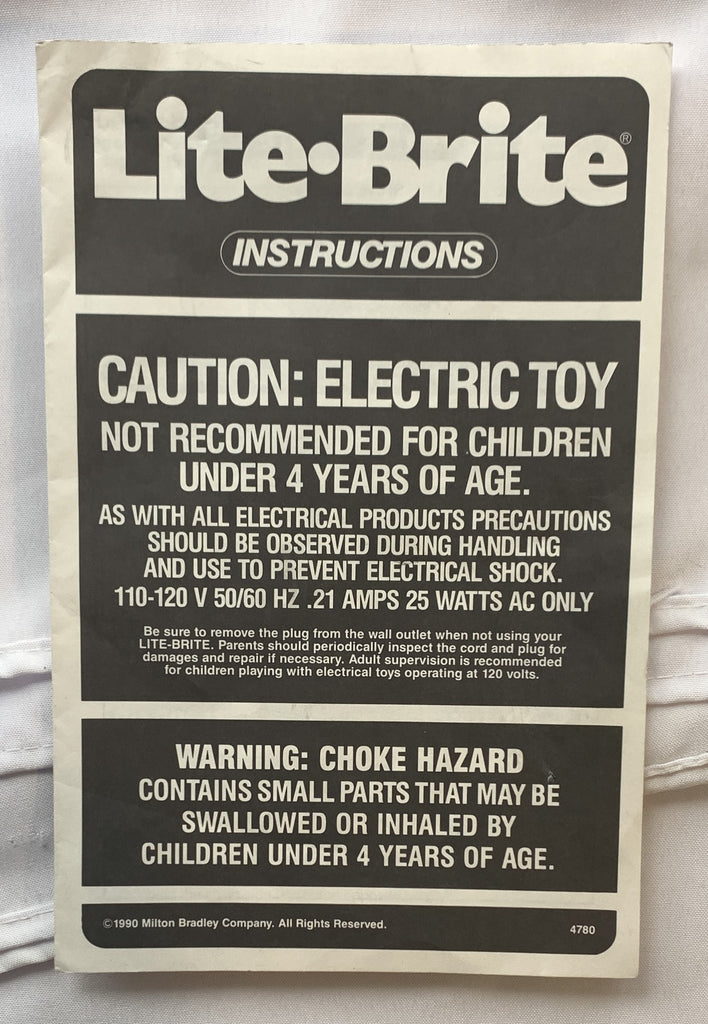 Lite•Brite®
INSTRUCTIONS
CAUTION: ELECTRIC TOY
NOT RECOMMENDED FOR CHILDREN
UNDER 4 YEARS OF AGE.
AS WITH ALL ELECTRICAL PRODUCTS PRECAUTIONS
SHOULD BE OBSERVED DURING HANDLING
AND USE TO PREVENT ELECTRICAL SHOCK.
110-120 V 50/60 HZ .21 AMPS 25 WATTS AC ONLY
Be sure to remove the plug from the wall outlet when not using your
LITE-BRITE. Parents should periodically inspect the cord and plug for
damages and repair if necessary. Adult supervision is recommended
for children playing with electrical toys operating at 120 volts.
WARNING: CHOKE HAZARD
CONTAINS SMALL PARTS THAT MAY BE
SWALLOWED OR INHALED BY
CHILDREN UNDER 4 YEARS OF AGE.
©1990 Milton Bradley Company. All Rights Reserved. 4780